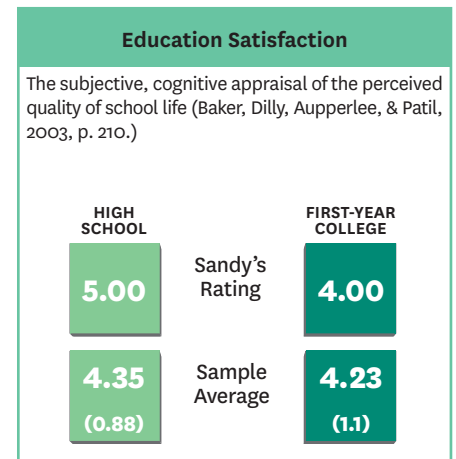 Education Satisfaction
The subjective, cognitive appraisal of the perceived
quality of school life (Baker, Dilly, Aupperlee, & Patil,
2003, p. 210.)
HIGH
SCHOOL
FIRST-YEAR
COLLEGE
5.00
Sandy's
Rating
4.00
4.35
(0.88)
Sample
Average
4.23
(1.1)